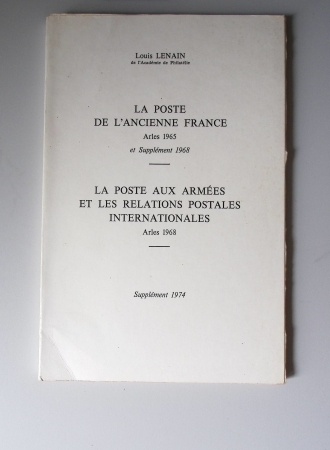 Louis LENAIN
de l'Académie de Philatélie
LA POSTE
DE L'ANCIENNE FRANCE
Arles 1965
et Supplément 1968
LA POSTE AUX ARMÉES
ET LES RELATIONS POSTALES
INTERNATIONALES
Arles 1968
Supplément 1974